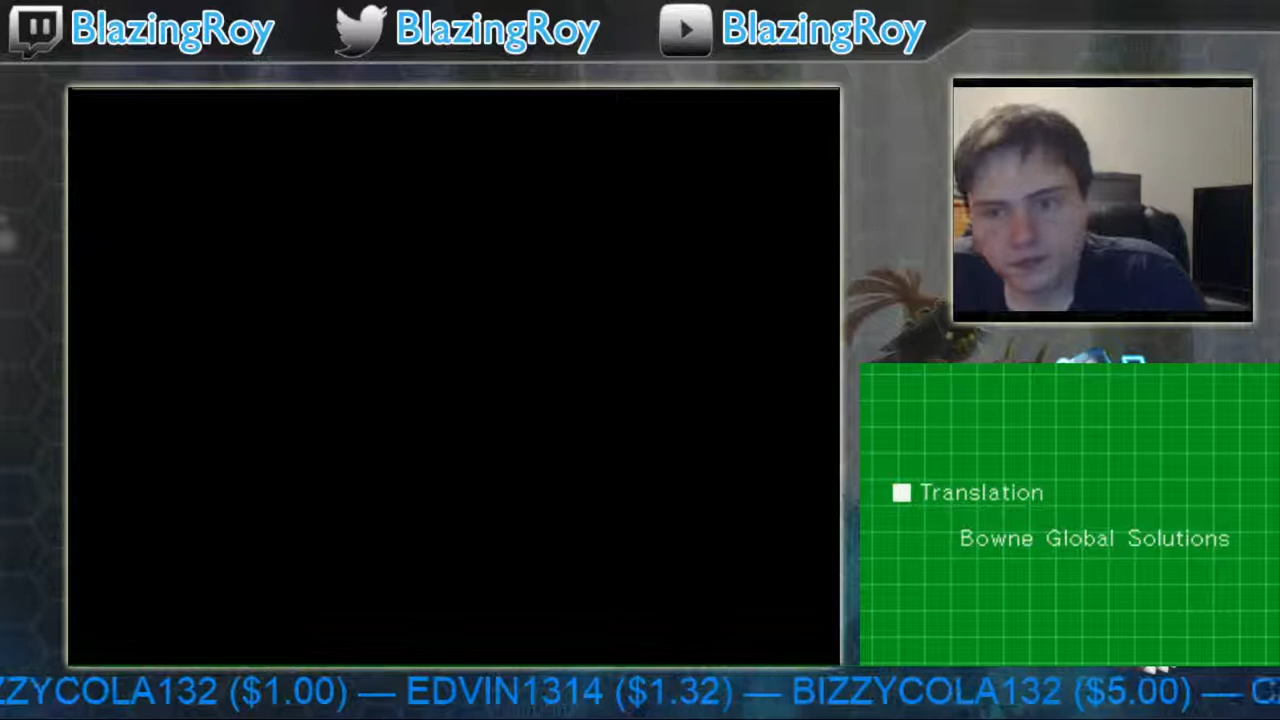 BlazingRoy BlazingRoy BlazingRoy
Translation
Bowne Global Solutions
ZZYCOLA132 ($1.00) — EDVIN1314 ($1.32) — BIZZYCOLA132 ($5.00) —